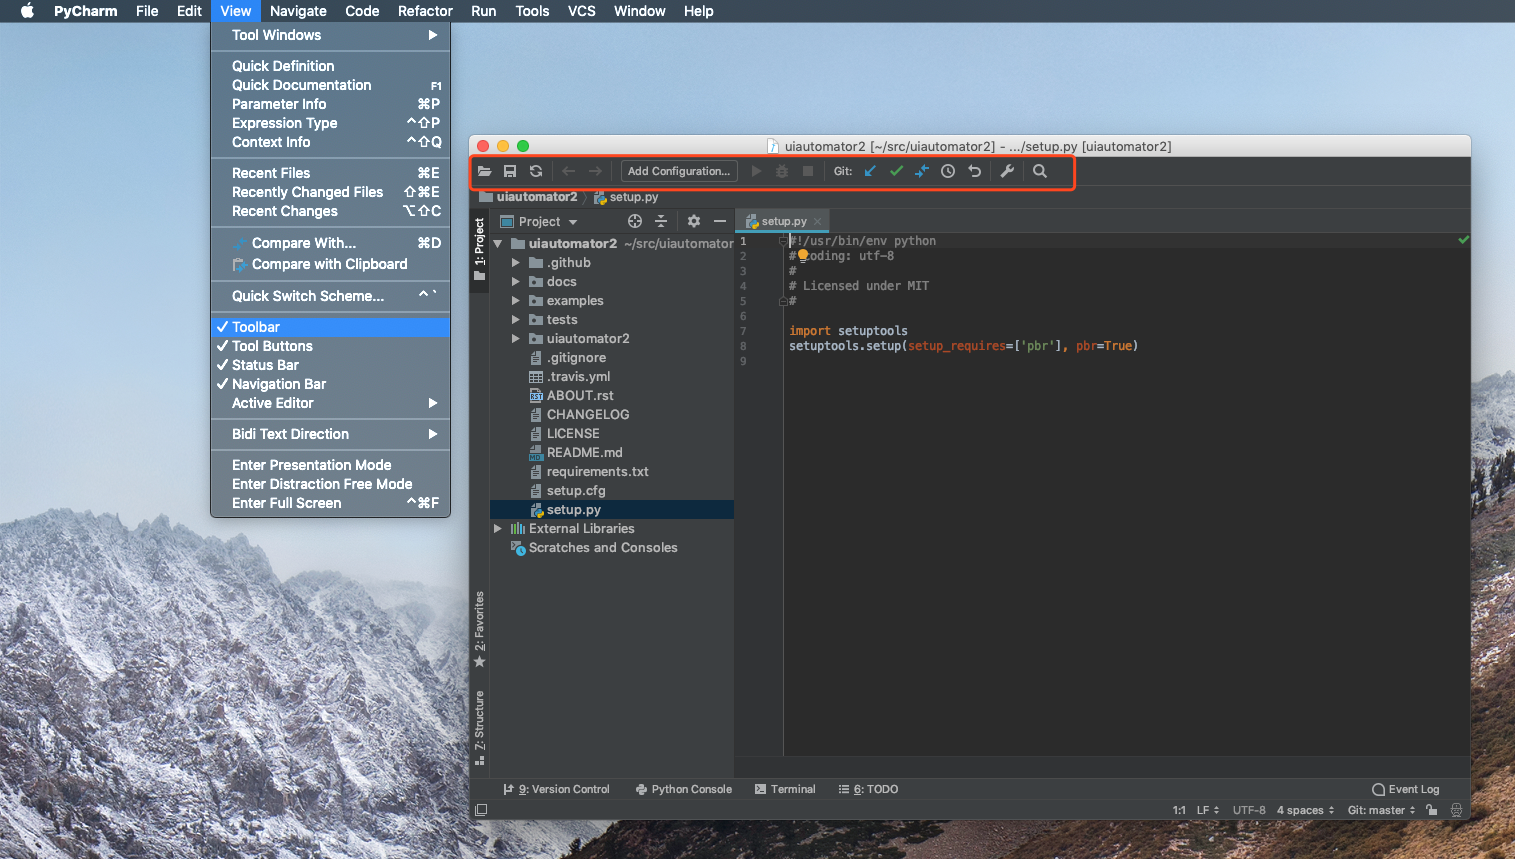 PyCharm File Edit View Navigate Code Refactor Run Tools VCS Window Help
Tool Windows
Quick Definition
Quick Documentation F1
Parameter Info ⌘P
Expression Type ^⇧P
Context Info ^⇧Q
Recent Files ⌘E
Recently Changed Files ⇧⌘E
Recent Changes ⌥⇧C
Compare With... ⌘D
Compare with Clipboard
Quick Switch Scheme... ^`
✓ Toolbar
✓ Tool Buttons
✓ Status Bar
✓ Navigation Bar
Active Editor
Bidi Text Direction
Enter Presentation Mode
Enter Distraction Free Mode
Enter Full Screen ^⌘F
uiautomator2 [~/src/uiautomator2] - .../setup.py [uiautomator2]
Add Configuration... Git:
uiautomator2 setup.py
1: Project
Project
uiautomator2 ~/src/uiautomator
.github
docs
examples
tests
uiautomator2
.gitignore
.travis.yml
ABOUT.rst
CHANGELOG
LICENSE
README.md
requirements.txt
setup.cfg
setup.py
External Libraries
Scratches and Consoles
2: Favorites
7: Structure
setup.py
1 #!/usr/bin/env python
2 # coding: utf-8
3 #
4 # Licensed under MIT
5 #
6
7 import setuptools
8 setuptools.setup(setup_requires=['pbr'], pbr=True)
9
9: Version Control Python Console Terminal 6: TODO Event Log
1:1 LF UTF-8 4 spaces Git: master